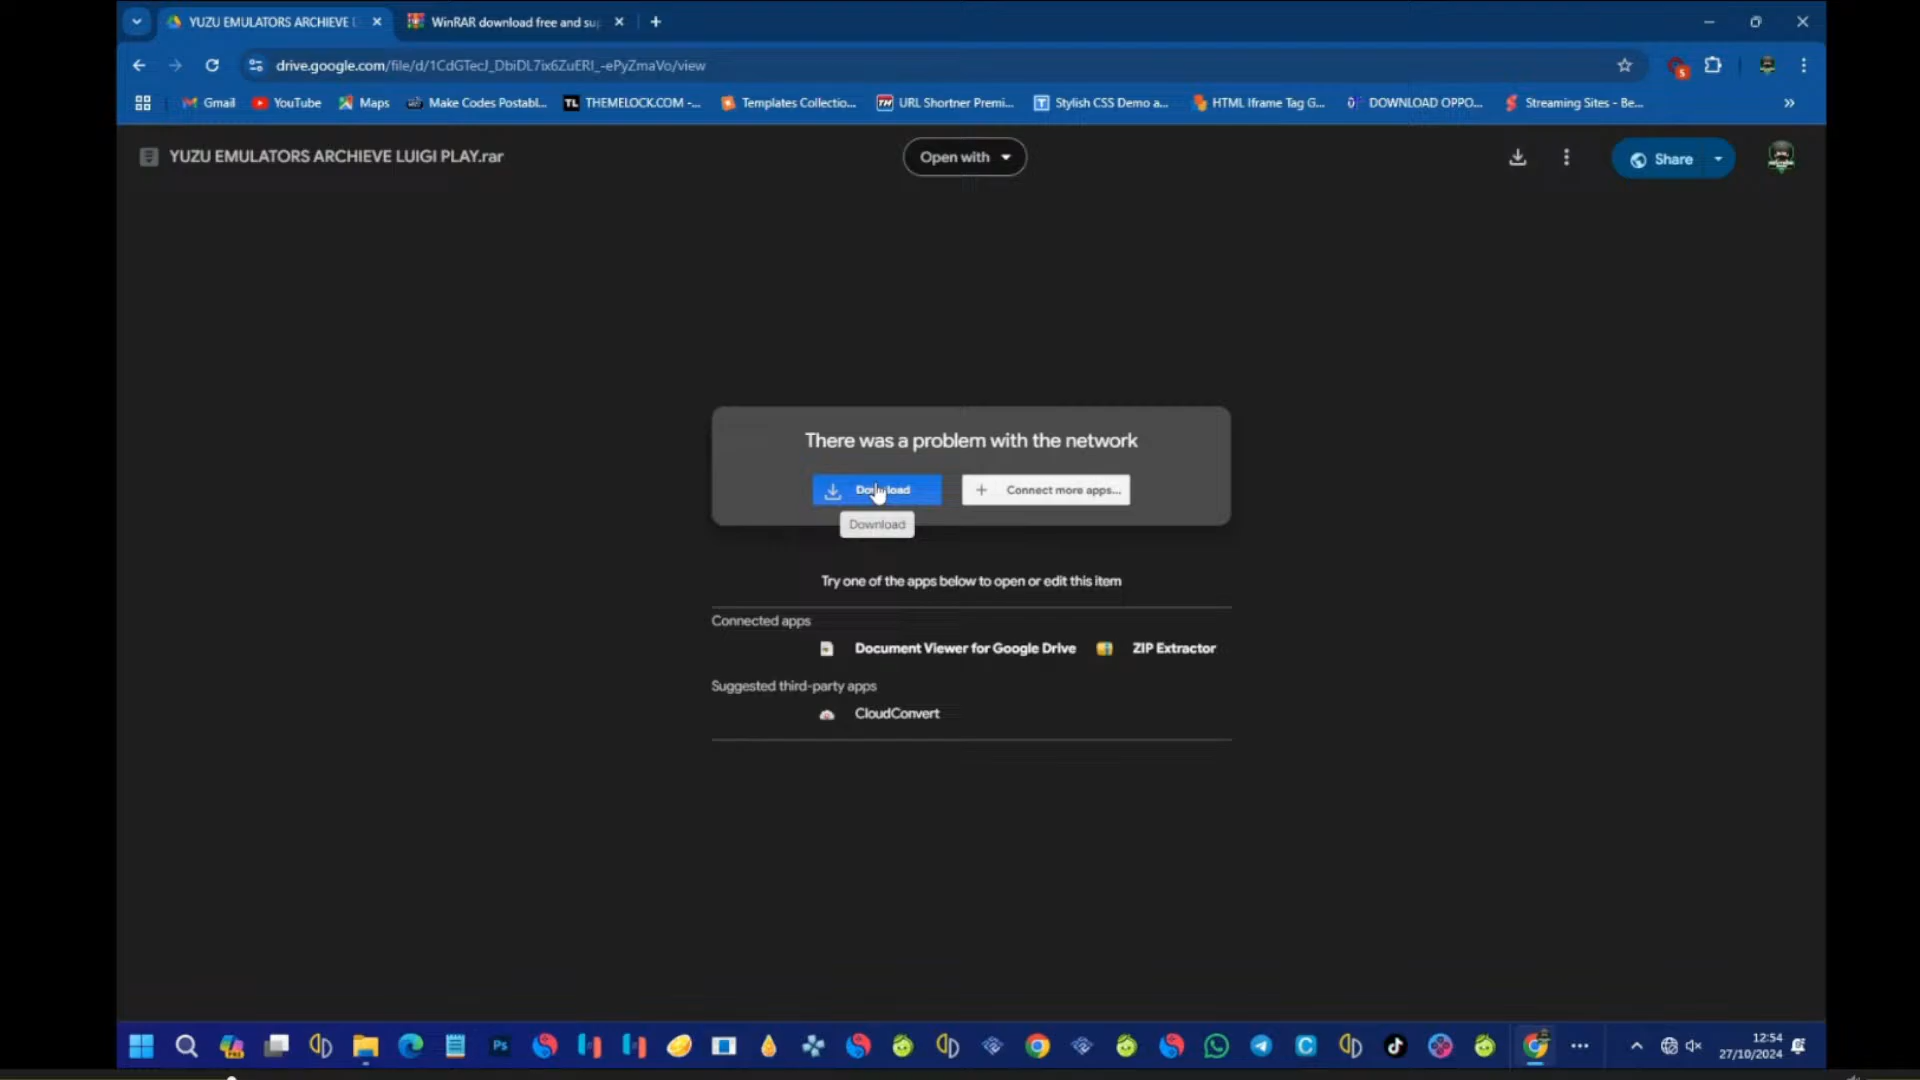 YUZU EMULATORS ARCHIEVE L
WinRAR download free and su
drive.google.com/file/d/1CdGTecJ_DbiDL7ix6ZuERl_-ePyZmaVo/view
Gmail
YouTube
Maps
Make Codes Postabl...
TL THEMELOCK.COM -...
Templates Collectio...
URL Shortner Premi...
Stylish CSS Demo a...
HTML Iframe Tag G...
DOWNLOAD OPPO...
Streaming Sites - Be...
YUZU EMULATORS ARCHIEVE LUIGI PLAY.rar
Open with
Share
There was a problem with the network
Download
Connect more apps...
Download
Try one of the apps below to open or edit this item
Connected apps
Document Viewer for Google Drive
ZIP Extractor
Suggested third-party apps
CloudConvert
Ps
12:54
27/10/2024